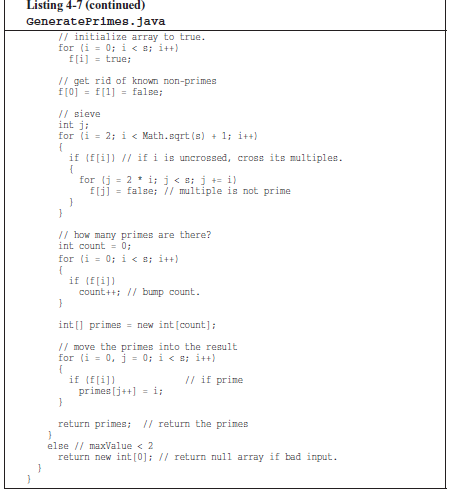 Listing 4-7 (continued)
GeneratePrimes.java
// initialize array to true.
for (i = 0; i < s; i++)
f[i] = true;
// get rid of known non-primes
f[0] = f[1] = false;
// sieve
int j;
for (i = 2; i < Math.sqrt(s) + 1; i++)
{
if (f[i]) // if i is uncrossed, cross its multiples.
{
for (j = 2 * i; j < s; j += i)
f[j] = false; // multiple is not prime
}
}
// how many primes are there?
int count = 0;
for (i = 0; i < s; i++)
{
if (f[i])
count++; // bump count.
}
int[] primes = new int[count];
// move the primes into the result
for (i = 0, j = 0; i < s; i++)
{
if (f[i]) // if prime
primes[j++] = i;
}
return primes; // return the primes
}
else // maxValue < 2
return new int[0]; // return null array if bad input.
}
}